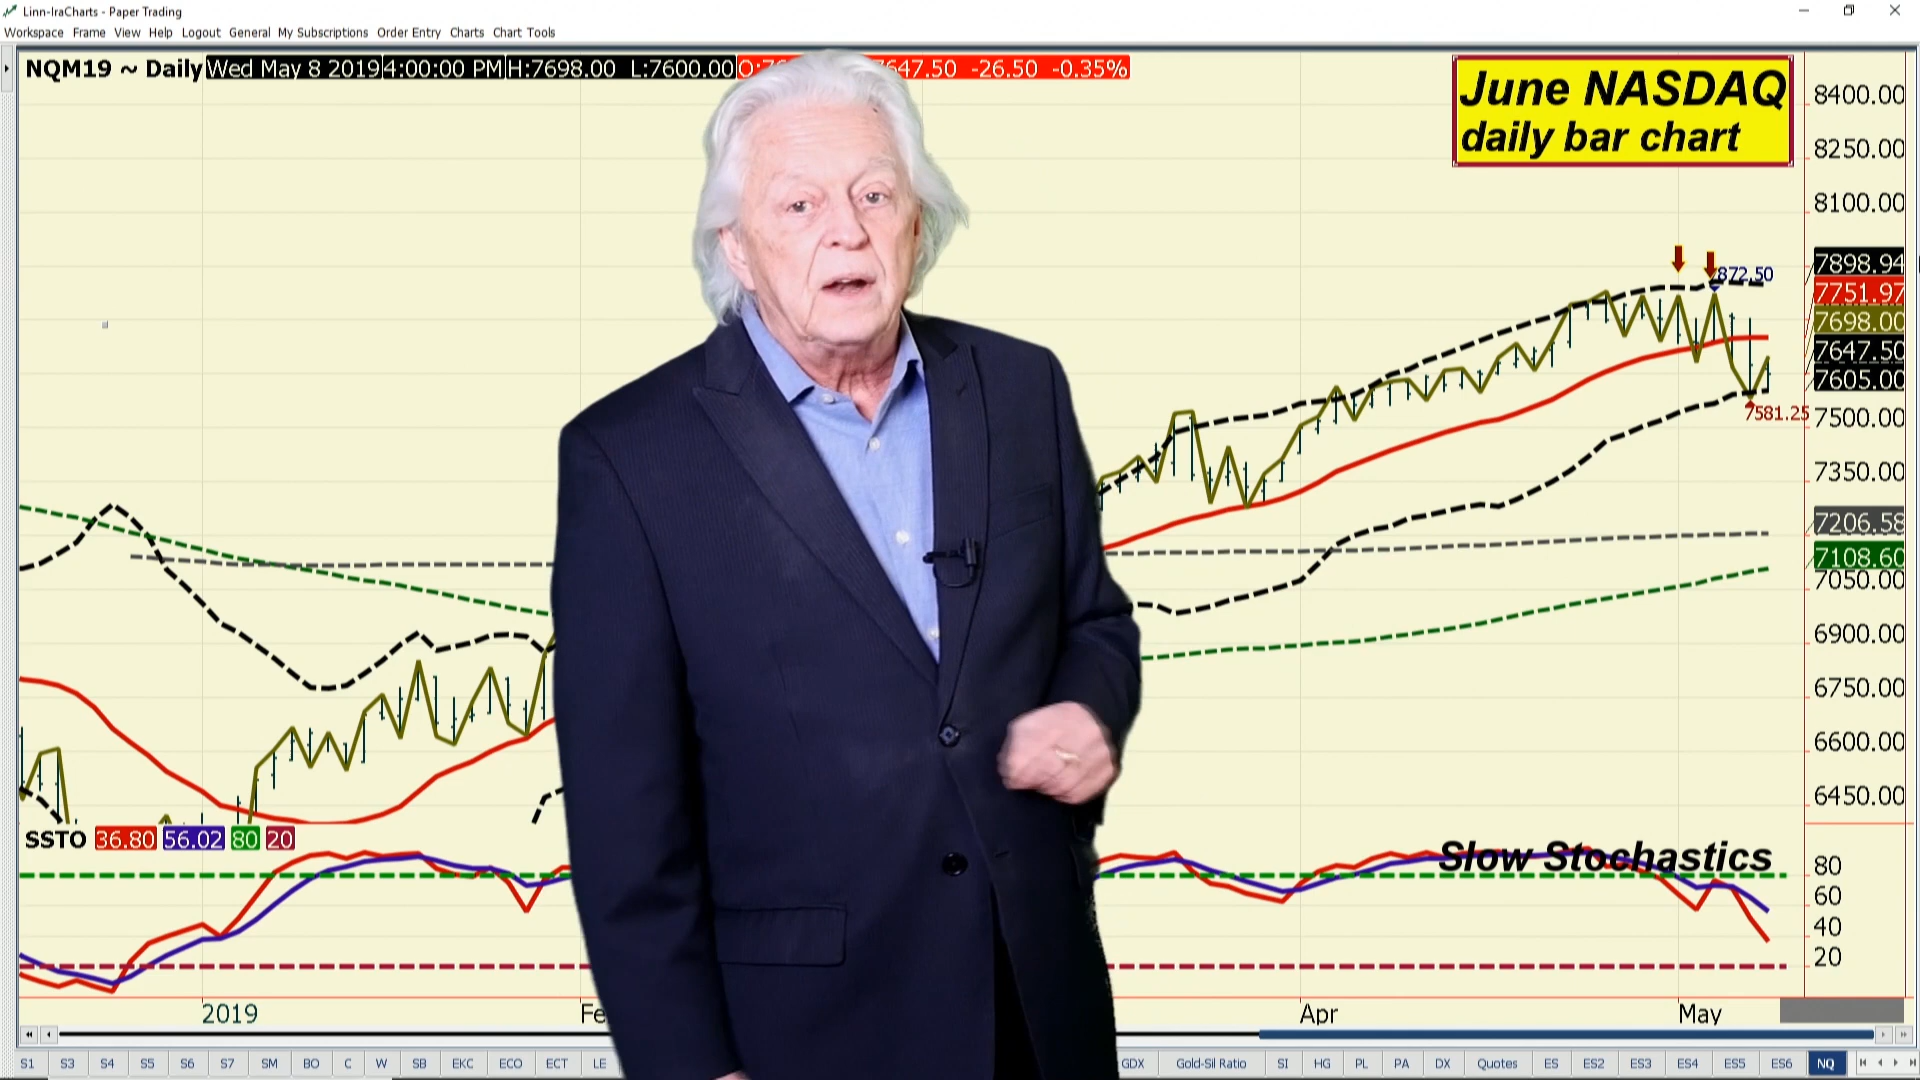 Linn-IraCharts - Paper Trading
Workspace Frame View Help Logout General My Subscriptions Order Entry Charts Chart Tools
NQM19 ~ Daily Wed May 8 2019 4:00:00 PM H:7698.00 L:7600.00 647.50 -26.50 -0.35%
June NASDAQ
daily bar chart
8400.00
8250.00
8100.00
7898.94
872.50
7751.97
7698.00
7647.50
7605.00
7581.25
7500.00
7350.00
7206.58
7108.60
7050.00
6900.00
6750.00
6600.00
6450.00
SSTO 36.80 56.02 80 20
Slow Stochastics
80
60
40
20
2019 Fe Apr May
S1 S3 S4 S5 S6 S7 SM BO C W SB EKC ECO ECT LE GDX Gold-Sil Ratio SI HG PL PA DX Quotes ES ES2 ES3 ES4 ES5 ES6 NQ